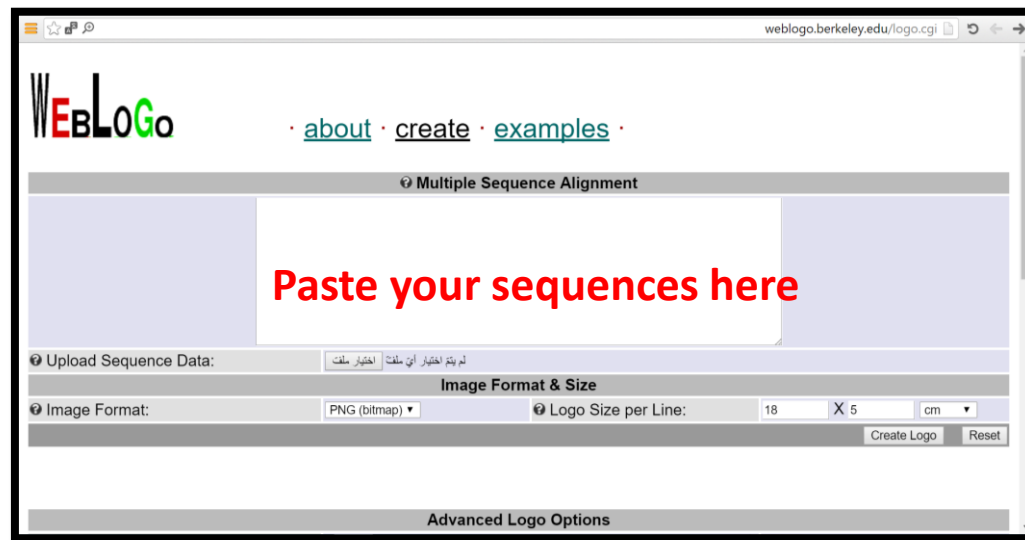 weblogo.berkeley.edu/logo.cgi
WEBLOGO
· about · create · examples ·
Multiple Sequence Alignment
Paste your sequences here
Upload Sequence Data: اختيار ملف لم يتم اختيار أي ملف
Image Format & Size
Image Format: PNG (bitmap) Logo Size per Line: 18 X 5 cm
Create Logo Reset
Advanced Logo Options